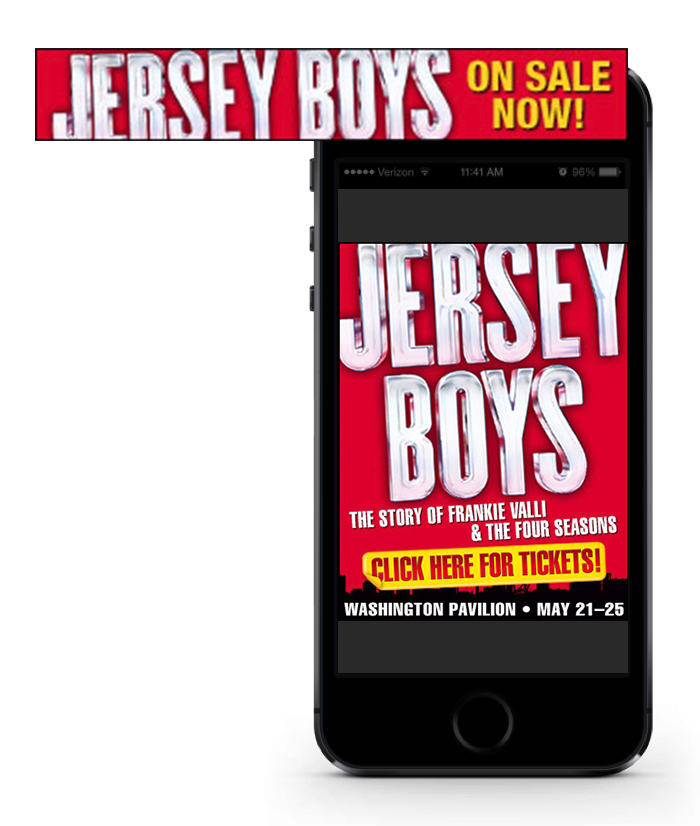 JERSEY BOYS ON SALE
NOW!
Verizon 11:41 AM 96%
JERSEY
BOYS
THE STORY OF FRANKIE VALLI
& THE FOUR SEASONS
CLICK HERE FOR TICKETS!
WASHINGTON PAVILION • MAY 21–25